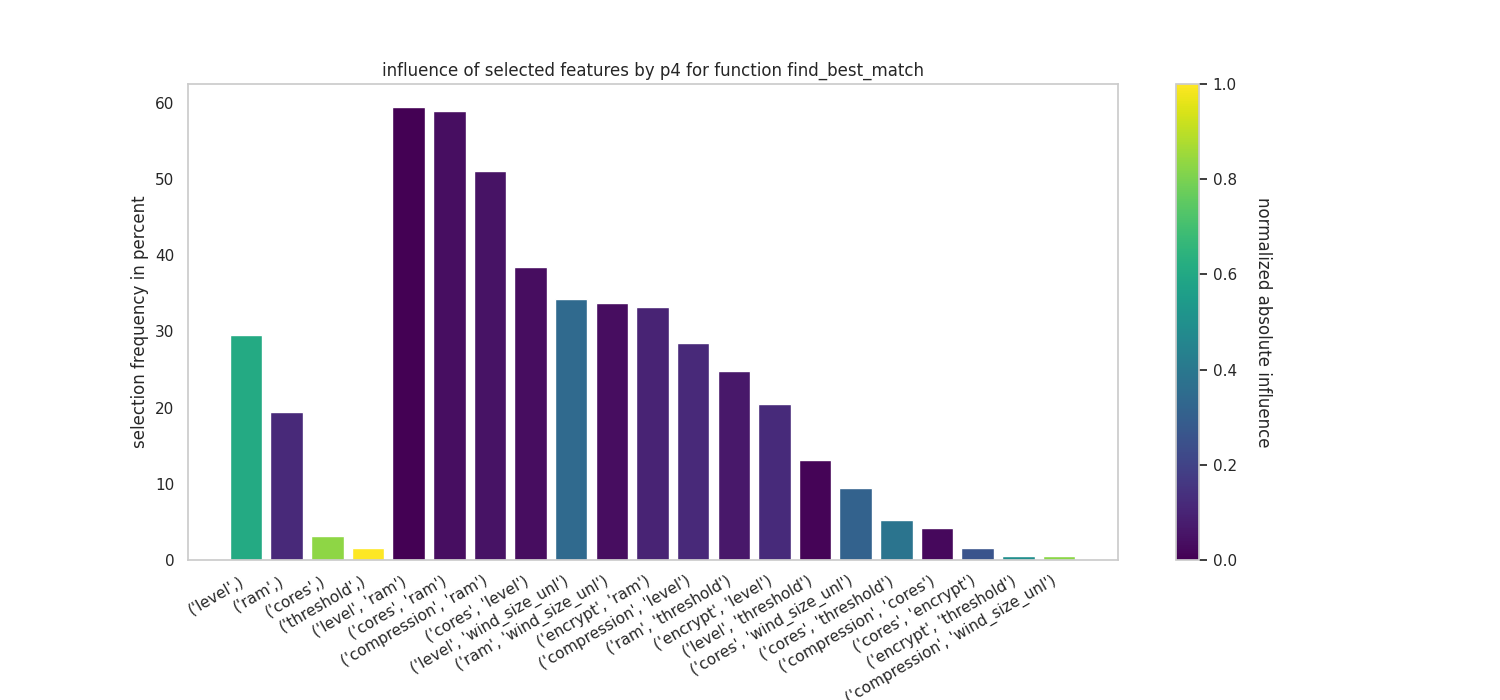 influence of selected features by p4 for function find_best_match
selection frequency in percent
60
50
40
30
20
10
0
('level',)
('ram',)
('cores',)
('threshold',)
('level', 'ram')
('cores', 'ram')
('compression', 'ram')
('cores', 'level')
('level', 'wind_size_unl')
('ram', 'wind_size_unl')
('encrypt', 'ram')
('compression', 'level')
('ram', 'threshold')
('encrypt', 'level')
('level', 'threshold')
('cores', 'wind_size_unl')
('cores', 'threshold')
('compression', 'cores')
('cores', 'encrypt')
('encrypt', 'threshold')
('compression', 'wind_size_unl')
1.0
0.8
0.6
0.4
0.2
0.0
normalized absolute influence